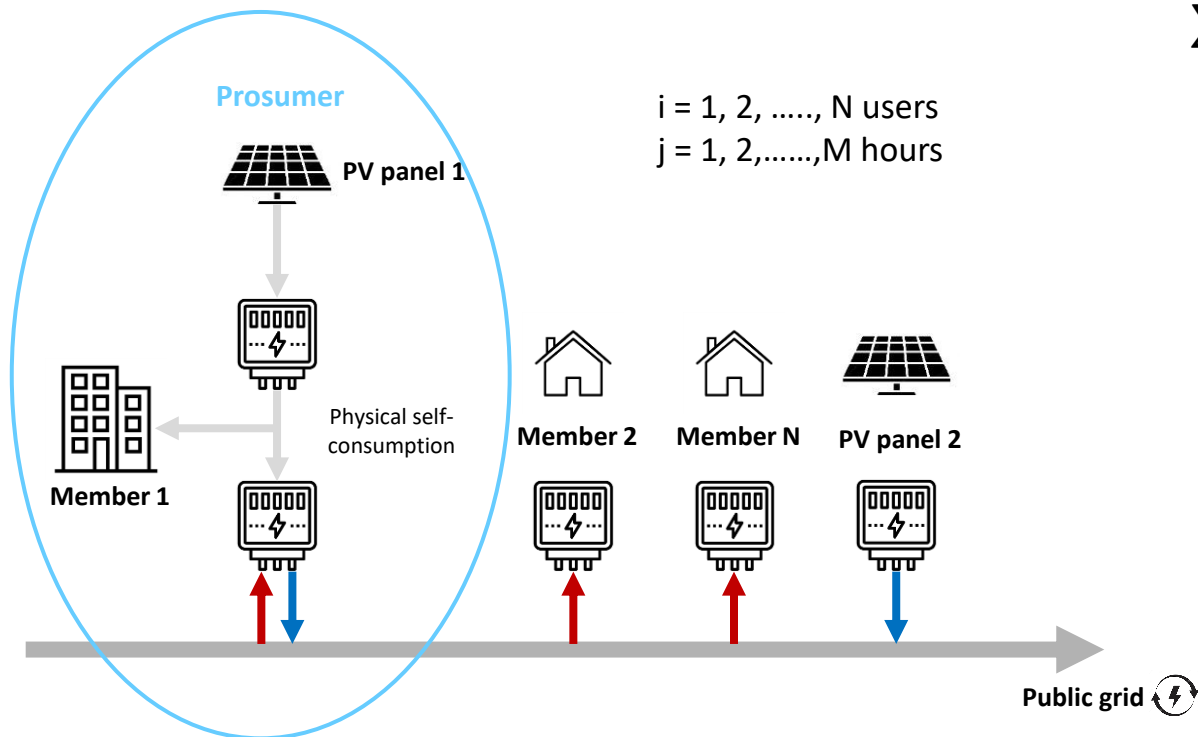 Prosumer
i = 1, 2, ….., N users
j = 1, 2,……,M hours
PV panel 1
Physical self-
consumption
Member 1
Member 2
Member N
PV panel 2
Public grid